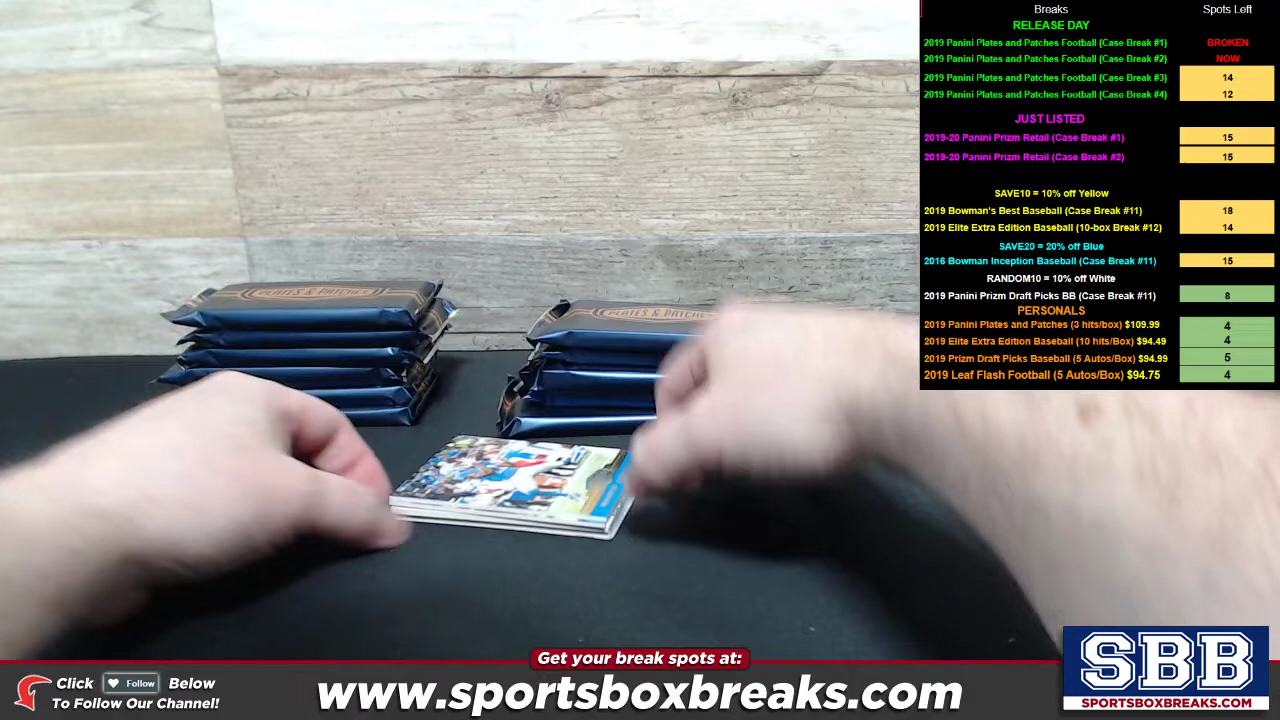 Breaks Spots Left
RELEASE DAY
2019 Panini Plates and Patches Football (Case Break #1) BROKEN
2019 Panini Plates and Patches Football (Case Break #2) NOW
2019 Panini Plates and Patches Football (Case Break #3) 14
2019 Panini Plates and Patches Football (Case Break #4) 12
JUST LISTED
2019-20 Panini Prizm Retail (Case Break #1) 15
2019-20 Panini Prizm Retail (Case Break #2) 15
SAVE10 = 10% off Yellow
2019 Bowman's Best Baseball (Case Break #11) 18
2019 Elite Extra Edition Baseball (10-box Break #12) 14
SAVE20 = 20% off Blue
2016 Bowman Inception Baseball (Case Break #11) 15
RANDOM10 = 10% off White
2019 Panini Prizm Draft Picks BB (Case Break #11) 8
PERSONALS
2019 Panini Plates and Patches (3 hits/box) $109.99 4
2019 Elite Extra Edition Baseball (10 hits/Box) $94.49 4
2019 Prizm Draft Picks Baseball (5 Autos/Box) $94.99 5
2019 Leaf Flash Football (5 Autos/Box) $94.75 4
PLATES & PATCHES
PLATES & PATCHES
Get your break spots at:
Click Follow Below
To Follow Our Channel!
www.sportsboxbreaks.com
SBB
SPORTSBOXBREAKS.COM